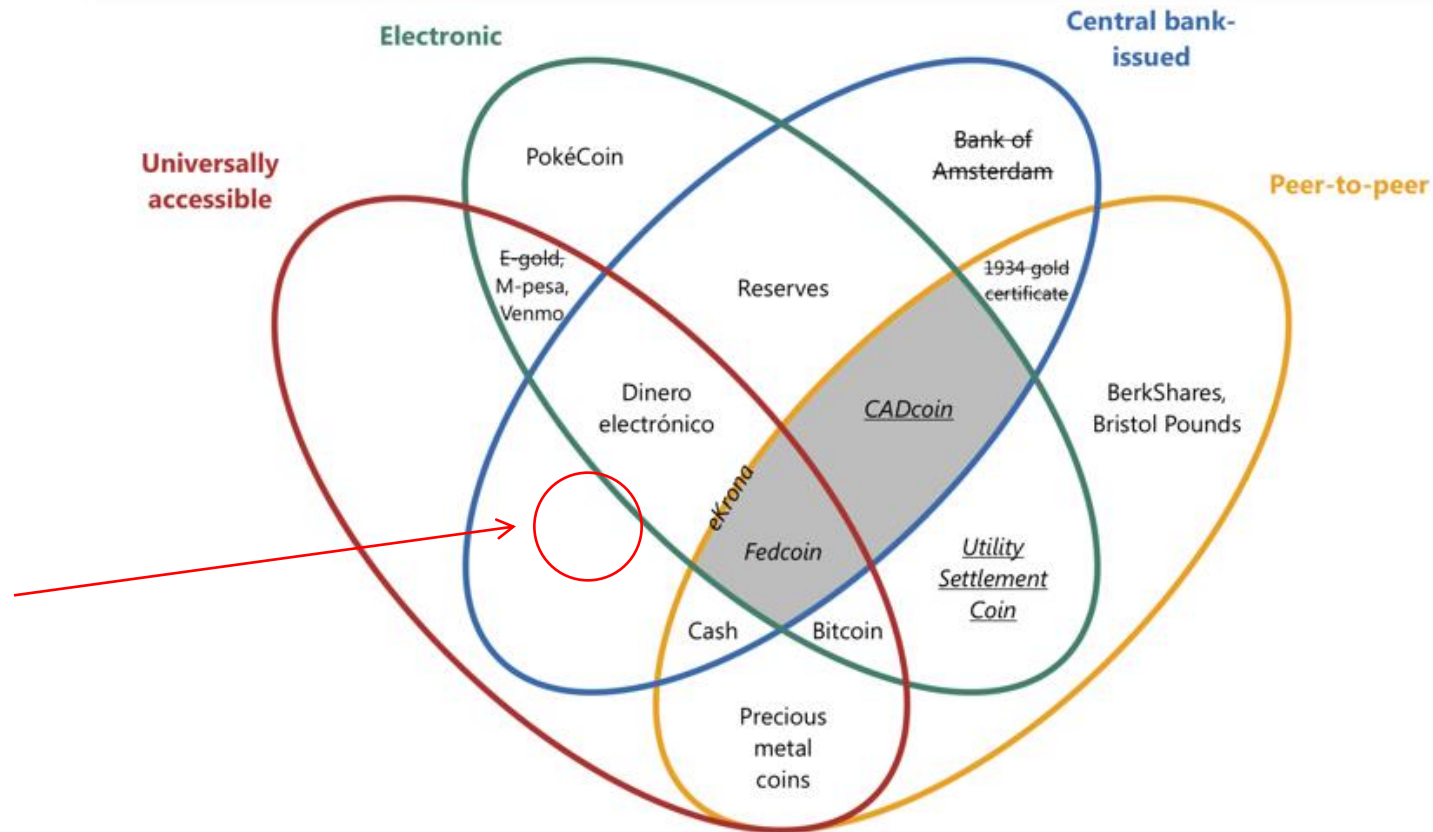 Electronic
Central bank-
issued
Universally
accessible
Peer-to-peer
PokéCoin
Bank of
Amsterdam
E-gold,
M-pesa,
Venmo
Reserves
1934 gold
certificate
Dinero
electrónico
CADcoin
BerkShares,
Bristol Pounds
eKrona
Fedcoin
Utility
Settlement
Coin
Cash
Bitcoin
Precious
metal
coins